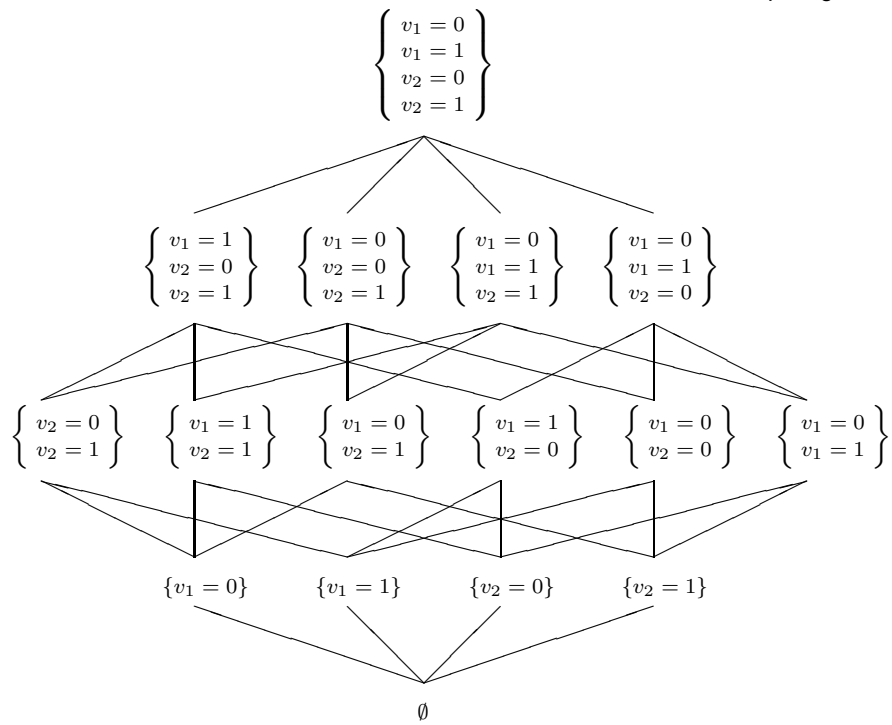 v₁ = 0
v₁ = 1
v₂ = 0
v₂ = 1
{ v₁ = 1 } { v₁ = 0 } { v₁ = 0 } { v₁ = 0 }
{ v₂ = 0 } { v₂ = 0 } { v₁ = 1 } { v₁ = 1 }
{ v₂ = 1 } { v₂ = 1 } { v₂ = 1 } { v₂ = 0 }
{ v₂ = 0 } { v₁ = 1 } { v₁ = 0 } { v₁ = 1 } { v₁ = 0 } { v₁ = 0 }
{ v₂ = 1 } { v₂ = 1 } { v₂ = 1 } { v₂ = 0 } { v₂ = 0 } { v₁ = 1 }
{v₁ = 0} {v₁ = 1} {v₂ = 0} {v₂ = 1}
∅